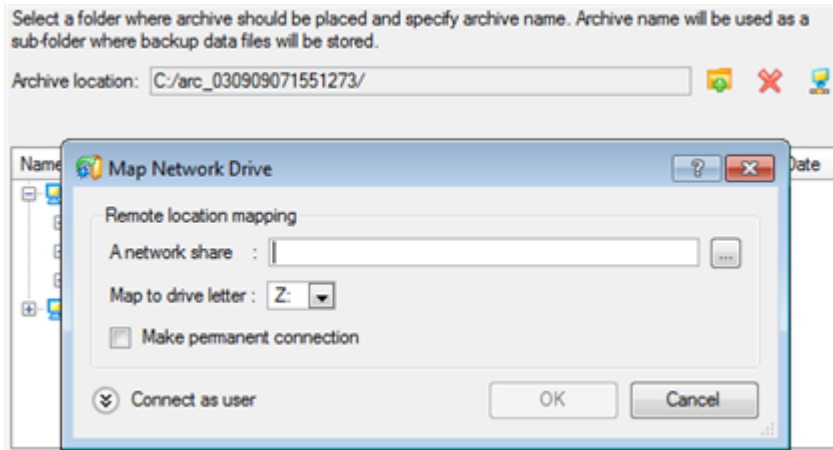 Select a folder where archive should be placed and specify archive name. Archive name will be used as a
sub-folder where backup data files will be stored.
Archive location: C:/arc_030909071551273/
Name
Date
Map Network Drive
Remote location mapping
A network share :
...
Map to drive letter : Z:
Make permanent connection
Connect as user
OK
Cancel